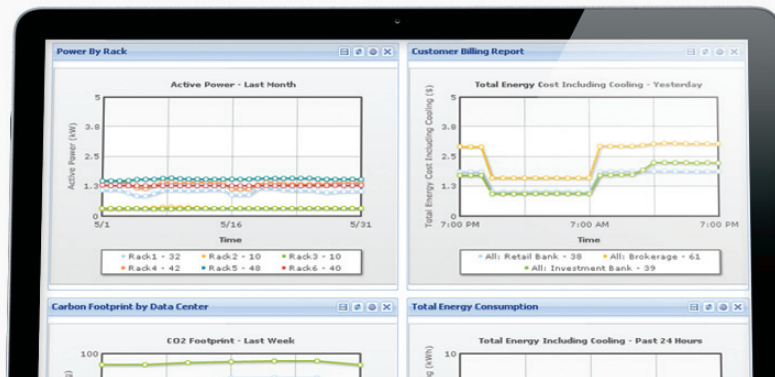 Power By Rack
Active Power - Last Month
Active Power (kW)
5
3.8
2.5
1.3
0
5/1 5/16 5/31
Time
Rack1 - 32 Rack2 - 10 Rack3 - 10
Rack4 - 42 Rack5 - 48 Rack6 - 40
Customer Billing Report
Total Energy Cost Including Cooling - Yesterday
Total Energy Cost Including Cooling ($)
5
3.8
2.5
1.3
0
7:00 PM 7:00 AM 7:00 PM
Time
All: Retail Bank - 38 All: Brokerage - 61
All: Investment Bank - 39
Carbon Footprint by Data Center
CO2 Footprint - Last Week
100
Total Energy Consumption
Total Energy Including Cooling - Past 24 Hours
(kWh)
10